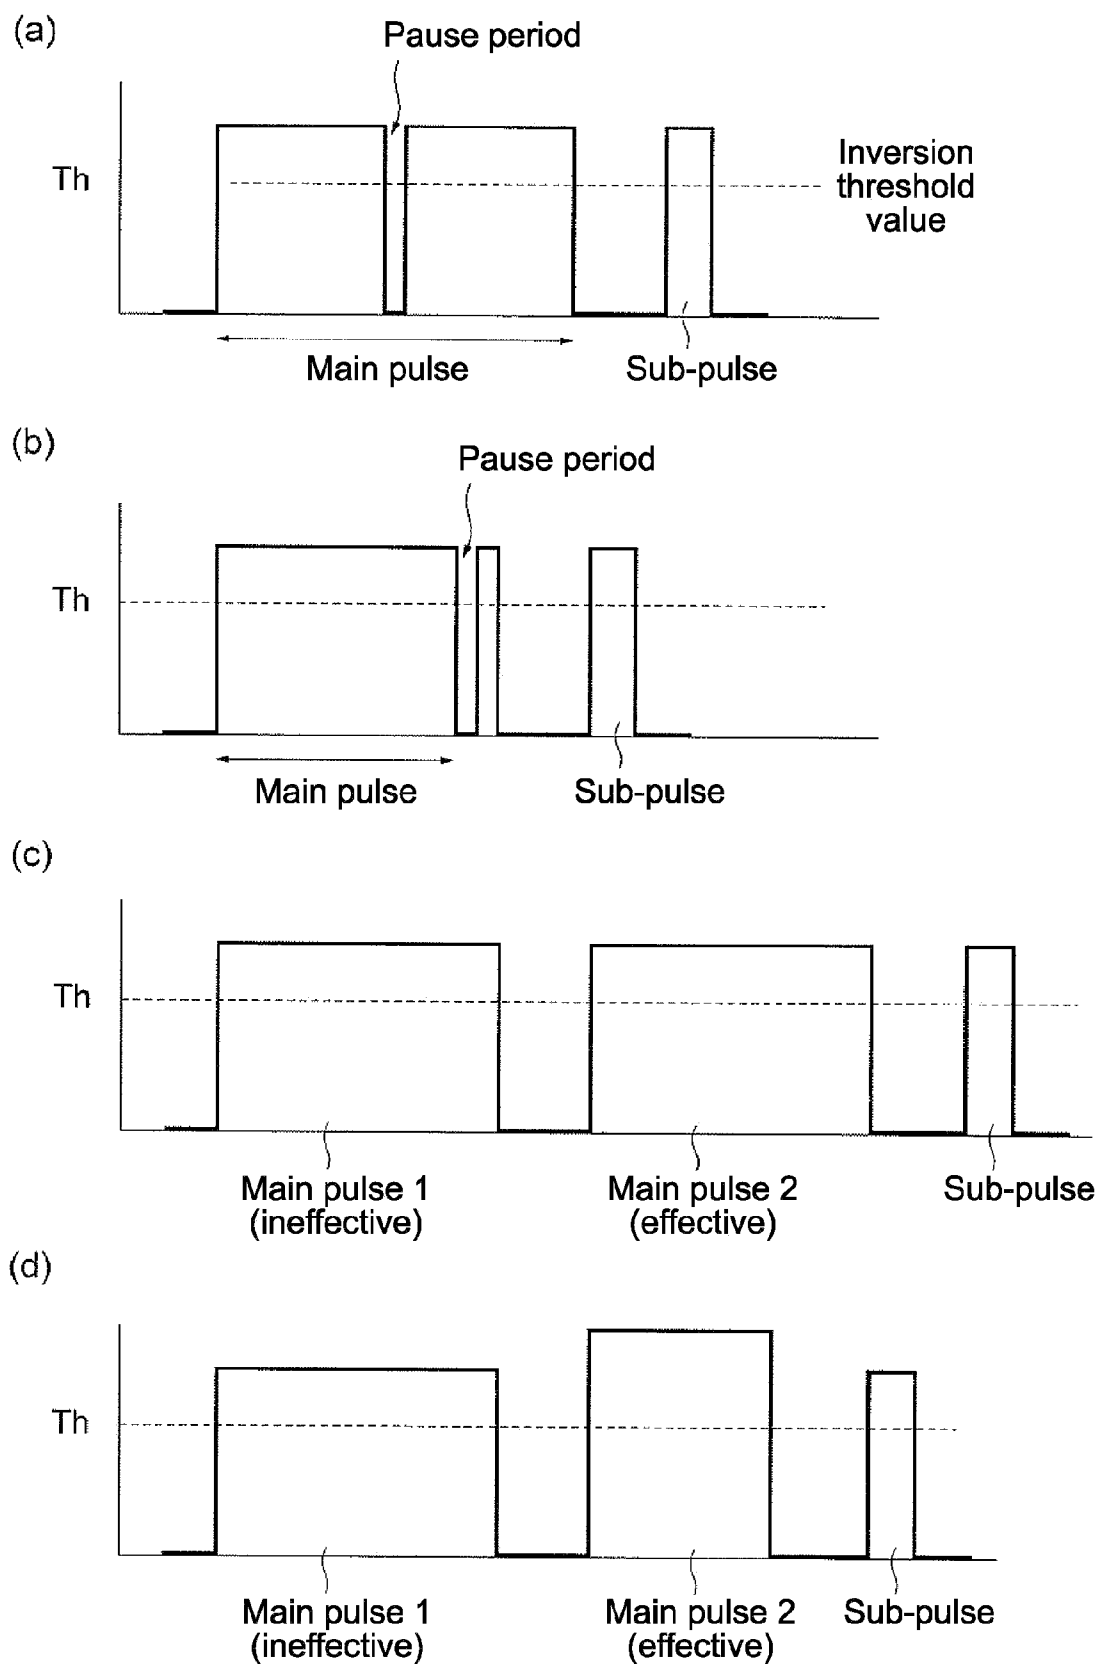 (a)
Pause period
Th
Inversion
threshold
value
Main pulse
Sub-pulse
(b)
Pause period
Th
Main pulse
Sub-pulse
(c)
Th
Main pulse 1
(ineffective)
Main pulse 2
(effective)
Sub-pulse
(d)
Th
Main pulse 1
(ineffective)
Main pulse 2
(effective)
Sub-pulse